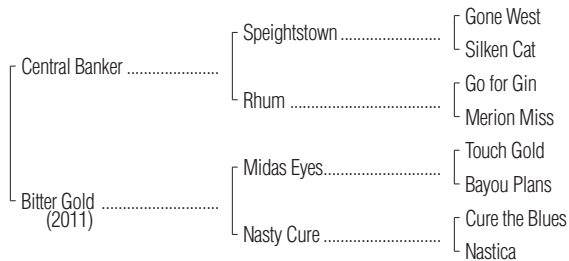 Gone West
Speightstown
Silken Cat
Central Banker
Go for Gin
Rhum
Merion Miss
Touch Gold
Midas Eyes
Bayou Plans
Bitter Gold
(2011)
Cure the Blues
Nasty Cure
Nastica